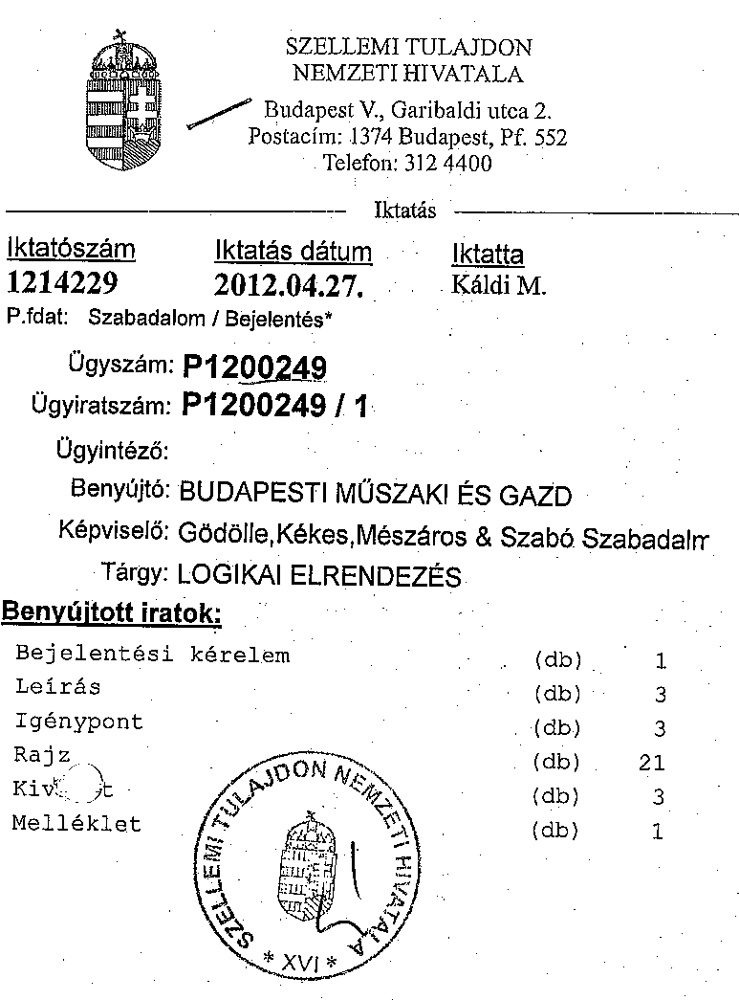 SZELLEMI TULAJDON
NEMZETI HIVATALA
Budapest V., Garibaldi utca 2.
Postacím: 1374 Budapest, Pf. 552
Telefon: 312 4400
Iktatás
Iktatószám Iktatás dátum Iktatta
1214229 2012.04.27. Káldi M.
P.fdat: Szabadalom / Bejelentés*
Ügyszám: P1200249
Ügyiratszám: P1200249 / 1
Ügyintéző:
Benyújtó: BUDAPESTI MŰSZAKI ÉS GAZD
Képviselő: Gödölle,Kékes,Mészáros & Szabó Szabadalm
Tárgy: LOGIKAI ELRENDEZÉS
Benyújtott iratok:
Bejelentési kérelem (db) 1
Leírás (db) 3
Igénypont (db) 3
Rajz (db) 21
(db) 3
Melléklet (db) 1
SZELLEMI TULAJDON NEMZETI HIVATALA
* XVI *